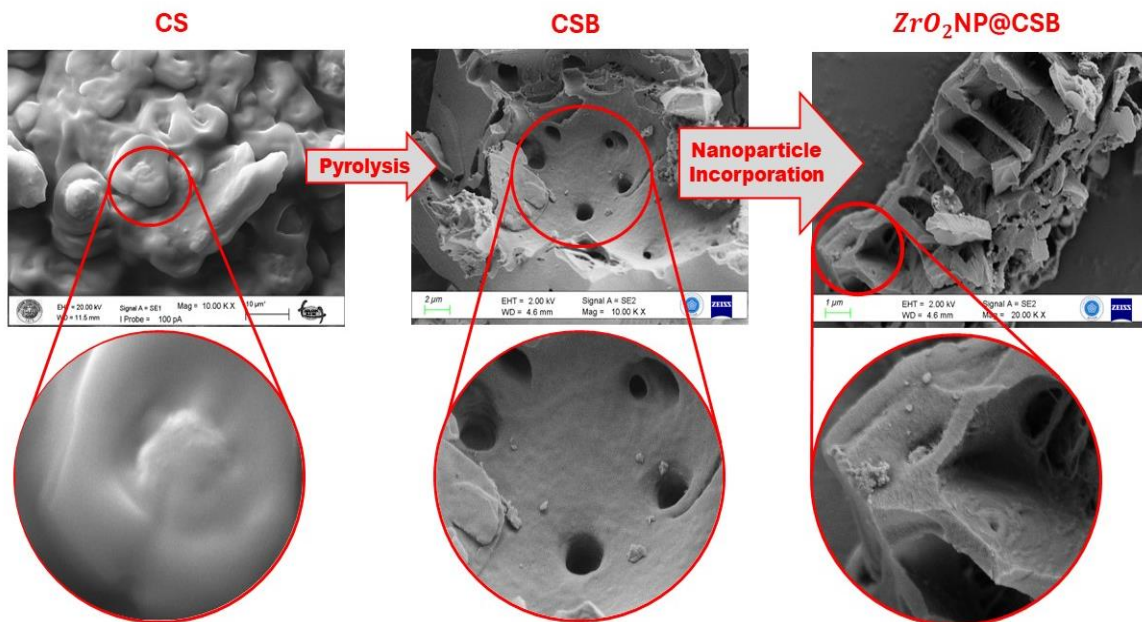 CS
CSB
ZrO₂NP@CSB
Pyrolysis
Nanoparticle
Incorporation
EHT = 20.00 kV Signal A = SE1 Mag = 10.00 K X 10 µm
WD = 11.5 mm I Probe = 100 pA
2 µm EHT = 2.00 kV Signal A = SE2 ZEISS
WD = 4.6 mm Mag = 10.00 K X
1 µm EHT = 2.00 kV Signal A = SE2 ZEISS
WD = 4.6 mm Mag = 20.00 K X